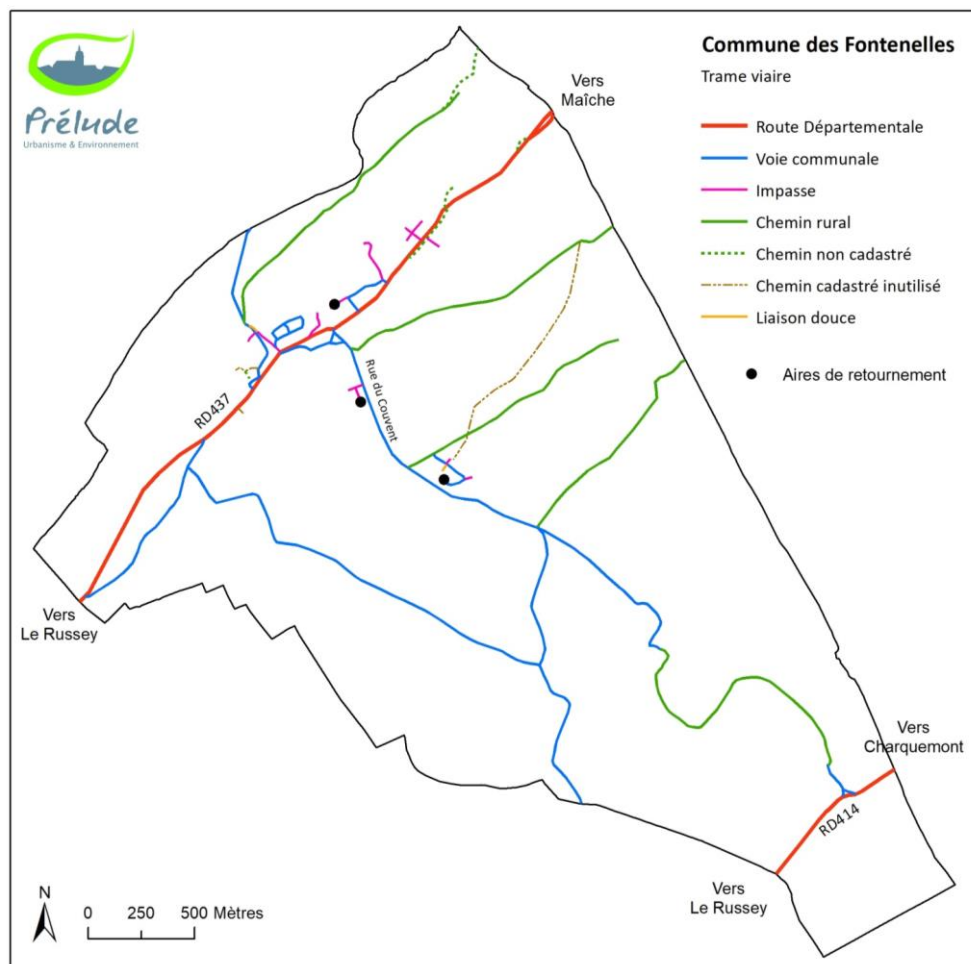 Prélude
Urbanisme & Environnement
Commune des Fontenelles
Trame viaire
Route Départementale
Voie communale
Impasse
Chemin rural
Chemin non cadastré
Chemin cadastré inutilisé
Liaison douce
Aires de retournement
Vers
Maîche
RD437
Rue du Couvent
Vers
Le Russey
Vers
Charquemont
RD414
Vers
Le Russey
N
0 250 500 Mètres